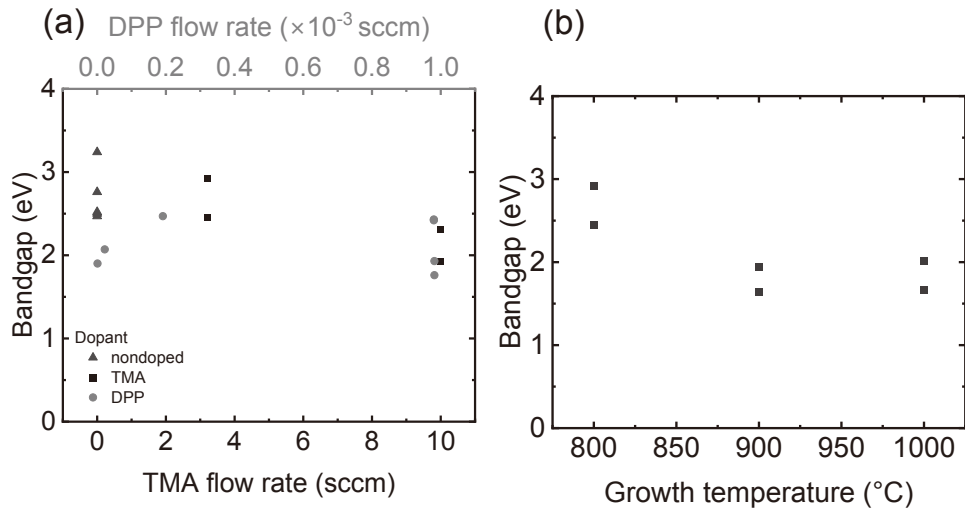 (a)
DPP flow rate (×10⁻³ sccm)
0.0 0.2 0.4 0.6 0.8 1.0
4
3
2
1
0
Bandgap (eV)
Dopant
nondoped
TMA
DPP
0 2 4 6 8 10
TMA flow rate (sccm)
(b)
4
3
2
1
0
Bandgap (eV)
800 850 900 950 1000
Growth temperature (°C)